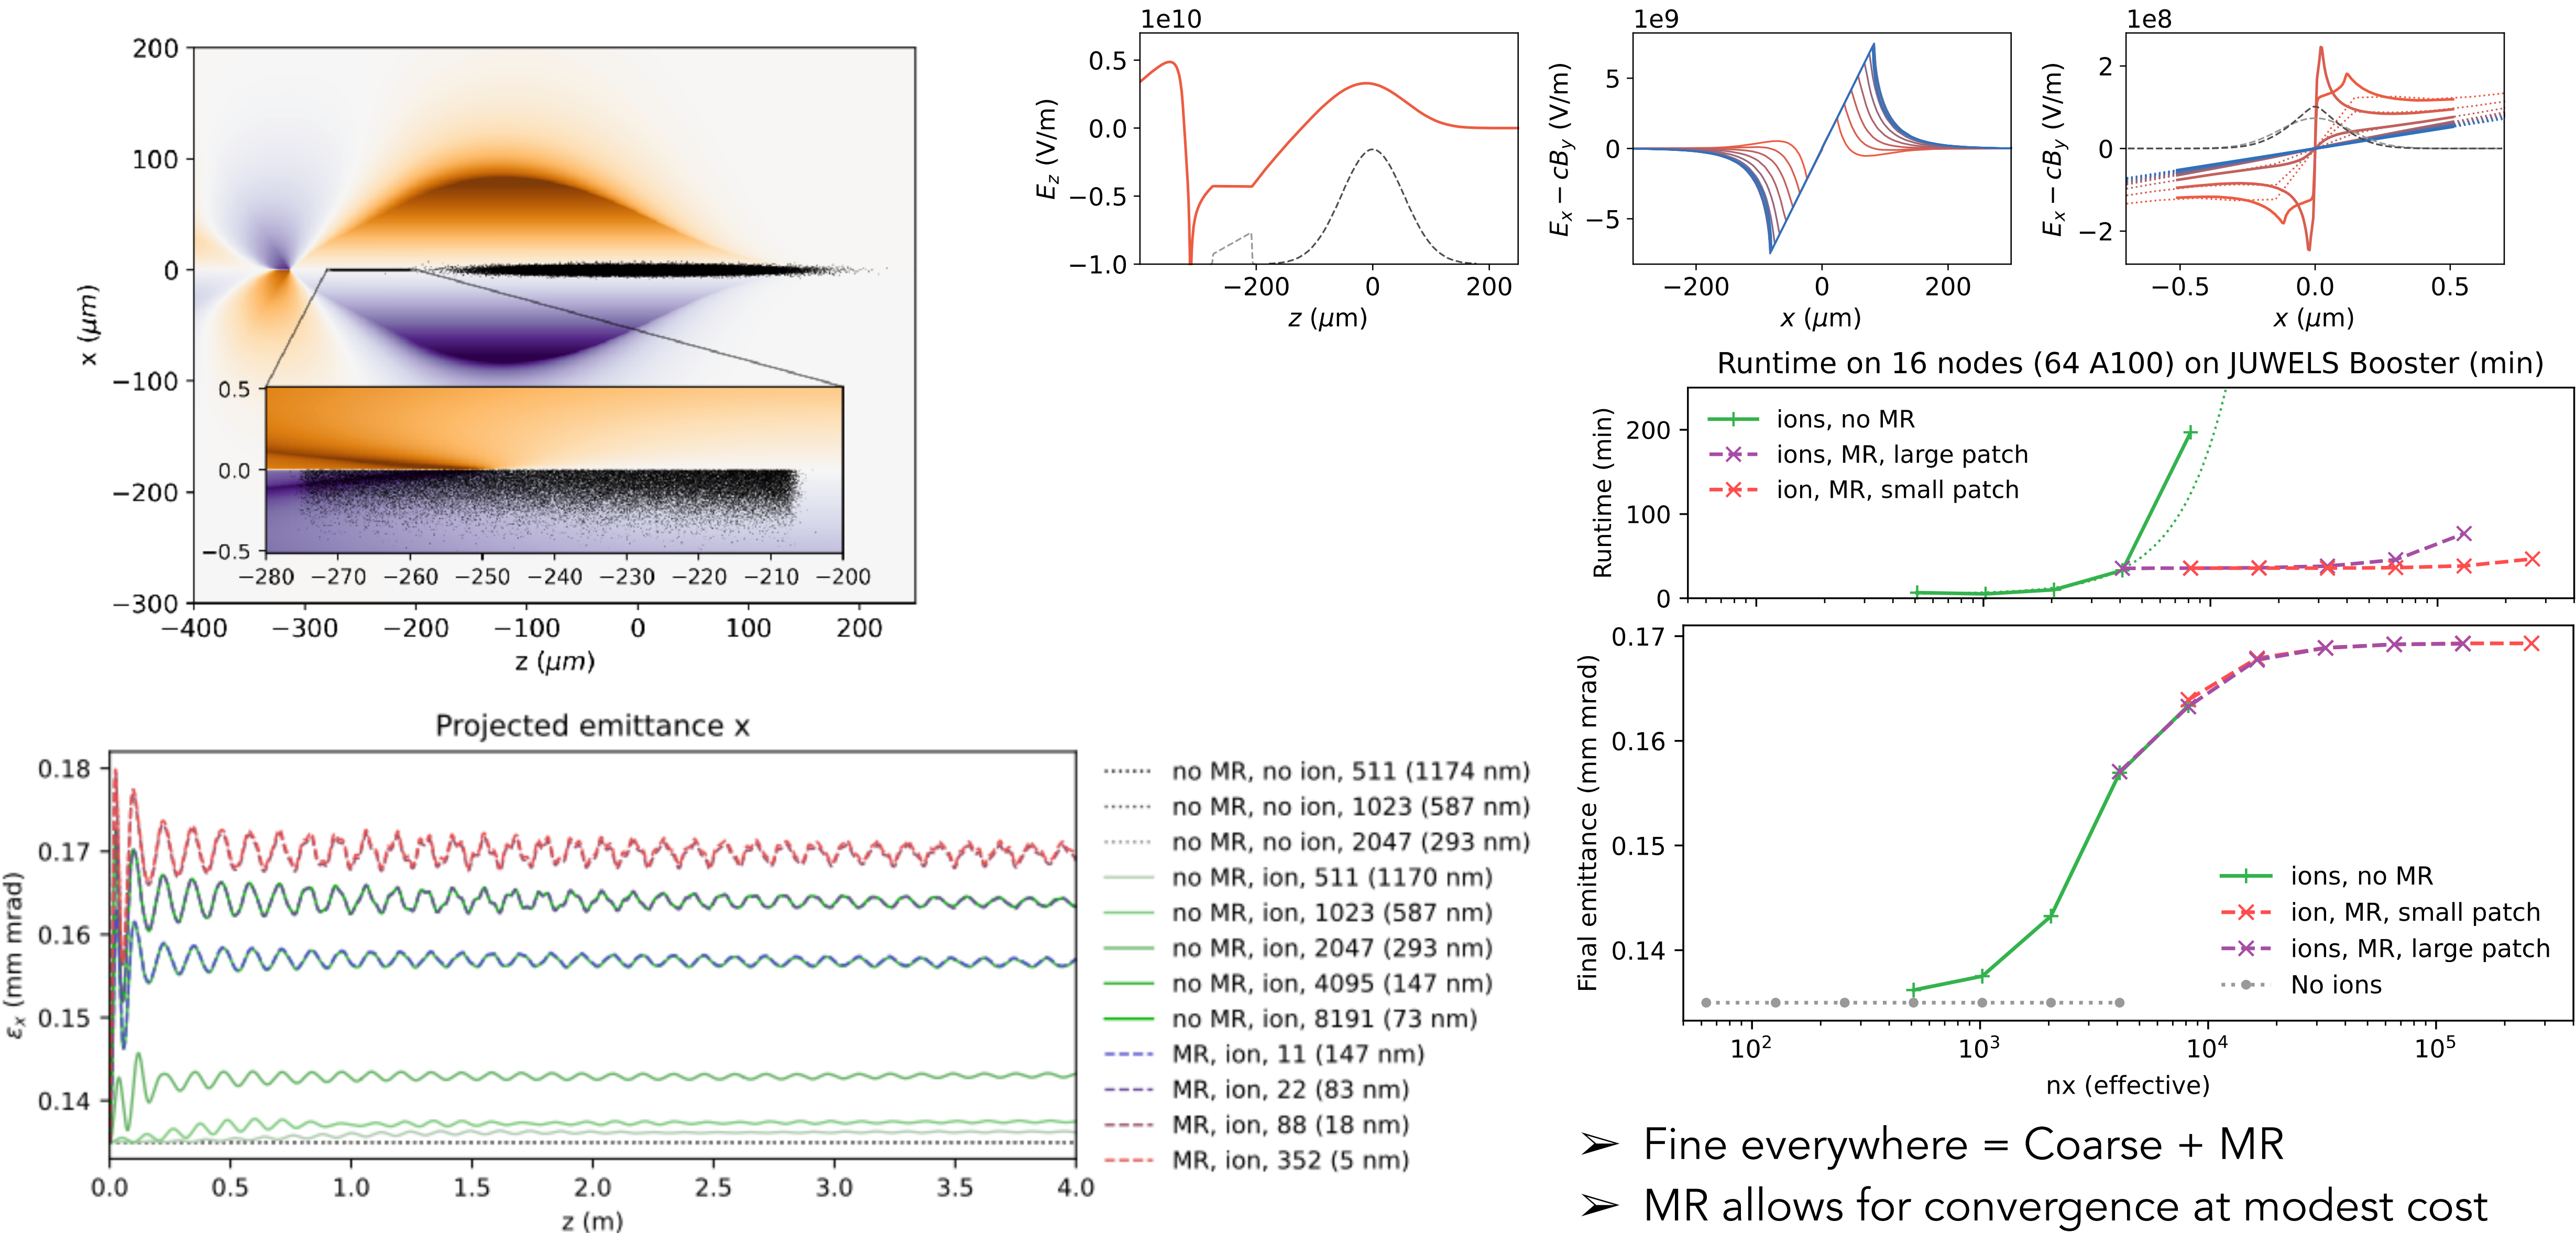 200
100
0
−100
−200
−300
x (μm)
0.5
0.0
−0.5
−280 −270 −260 −250 −240 −230 −220 −210 −200
−400 −300 −200 −100 0 100 200
z (μm)
1e10
0.5
0.0
−0.5
−1.0
E_z (V/m)
−200 0 200
z (μm)
1e9
5
0
−5
E_x − cB_y (V/m)
−200 0 200
x (μm)
1e8
2
0
−2
E_x − cB_y (V/m)
−0.5 0.0 0.5
x (μm)
Runtime on 16 nodes (64 A100) on JUWELS Booster (min)
Runtime (min)
200
100
0
ions, no MR
ions, MR, large patch
ion, MR, small patch
Projected emittance x
0.18
0.17
0.16
0.15
0.14
ε_x (mm mrad)
0.0 0.5 1.0 1.5 2.0 2.5 3.0 3.5 4.0
z (m)
no MR, no ion, 511 (1174 nm)
no MR, no ion, 1023 (587 nm)
no MR, no ion, 2047 (293 nm)
no MR, ion, 511 (1170 nm)
no MR, ion, 1023 (587 nm)
no MR, ion, 2047 (293 nm)
no MR, ion, 4095 (147 nm)
no MR, ion, 8191 (73 nm)
MR, ion, 11 (147 nm)
MR, ion, 22 (83 nm)
MR, ion, 88 (18 nm)
MR, ion, 352 (5 nm)
0.17
0.16
0.15
0.14
Final emittance (mm mrad)
ions, no MR
ion, MR, small patch
ions, MR, large patch
No ions
10² 10³ 10⁴ 10⁵
nx (effective)
➢ Fine everywhere = Coarse + MR
➢ MR allows for convergence at modest cost